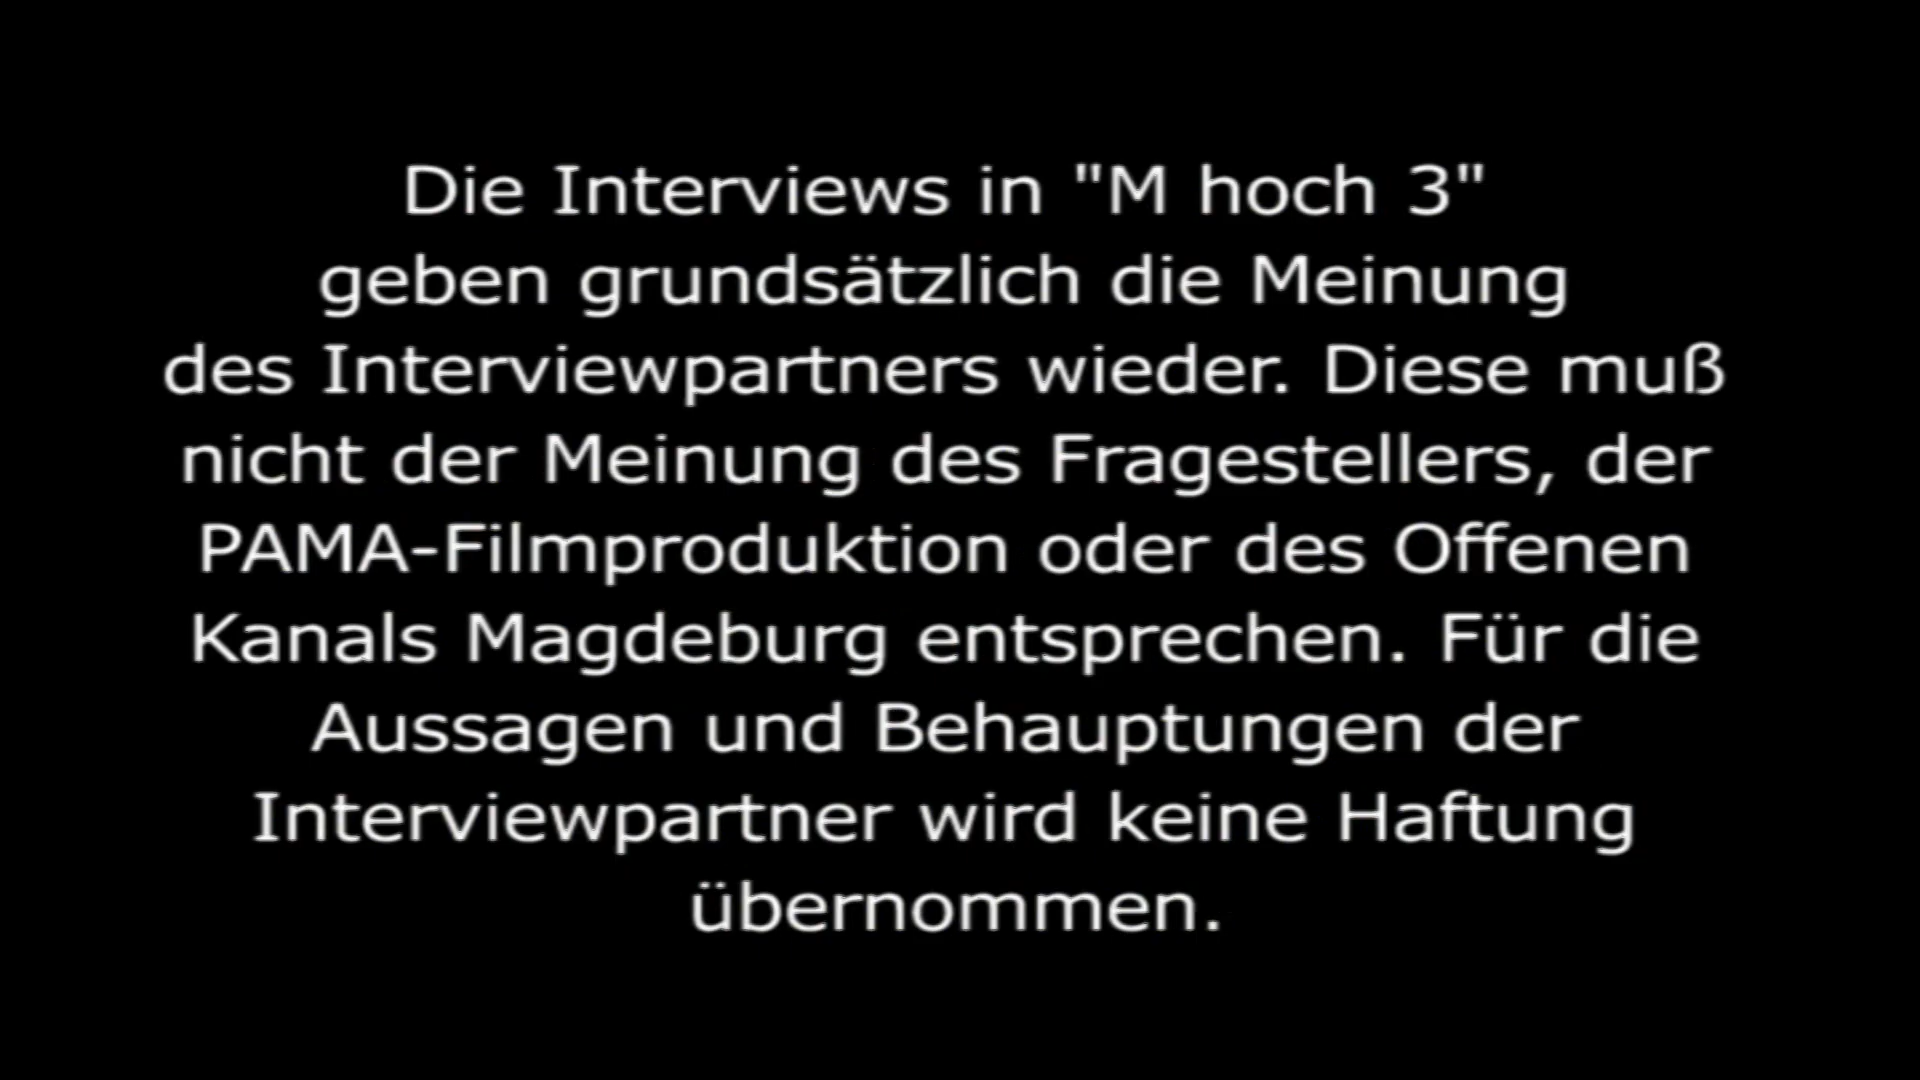 Die Interviews in "M hoch 3"
geben grundsätzlich die Meinung
des Interviewpartners wieder. Diese muß
nicht der Meinung des Fragestellers, der
PAMA-Filmproduktion oder des Offenen
Kanals Magdeburg entsprechen. Für die
Aussagen und Behauptungen der
Interviewpartner wird keine Haftung
übernommen.